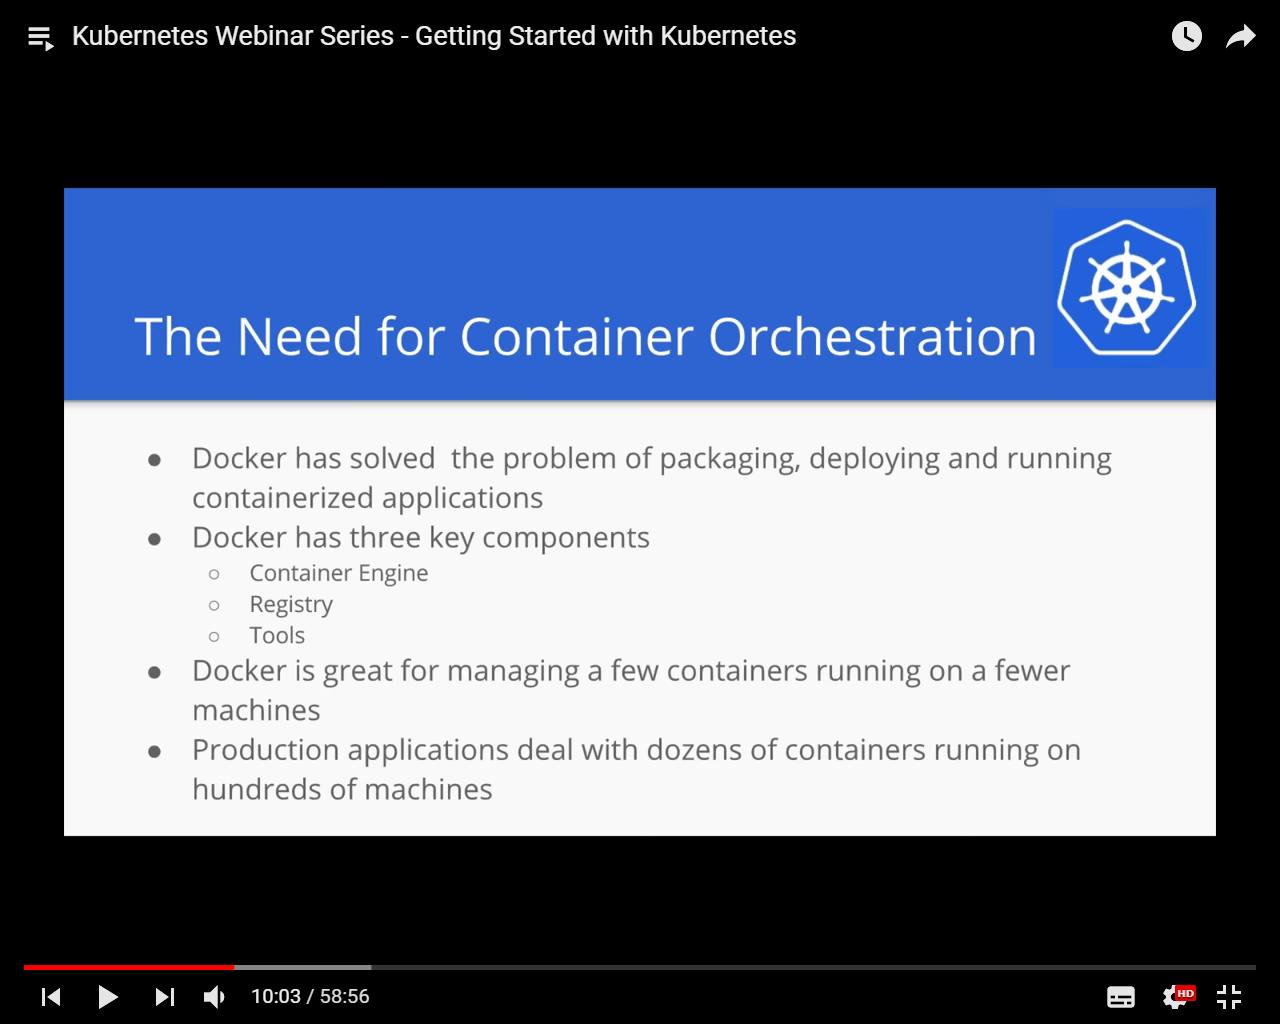 Kubernetes Webinar Series - Getting Started with Kubernetes
The Need for Container Orchestration
● Docker has solved  the problem of packaging, deploying and running
containerized applications
● Docker has three key components
○ Container Engine
○ Registry
○ Tools
● Docker is great for managing a few containers running on a fewer
machines
● Production applications deal with dozens of containers running on
hundreds of machines
10:03 / 58:56
HD